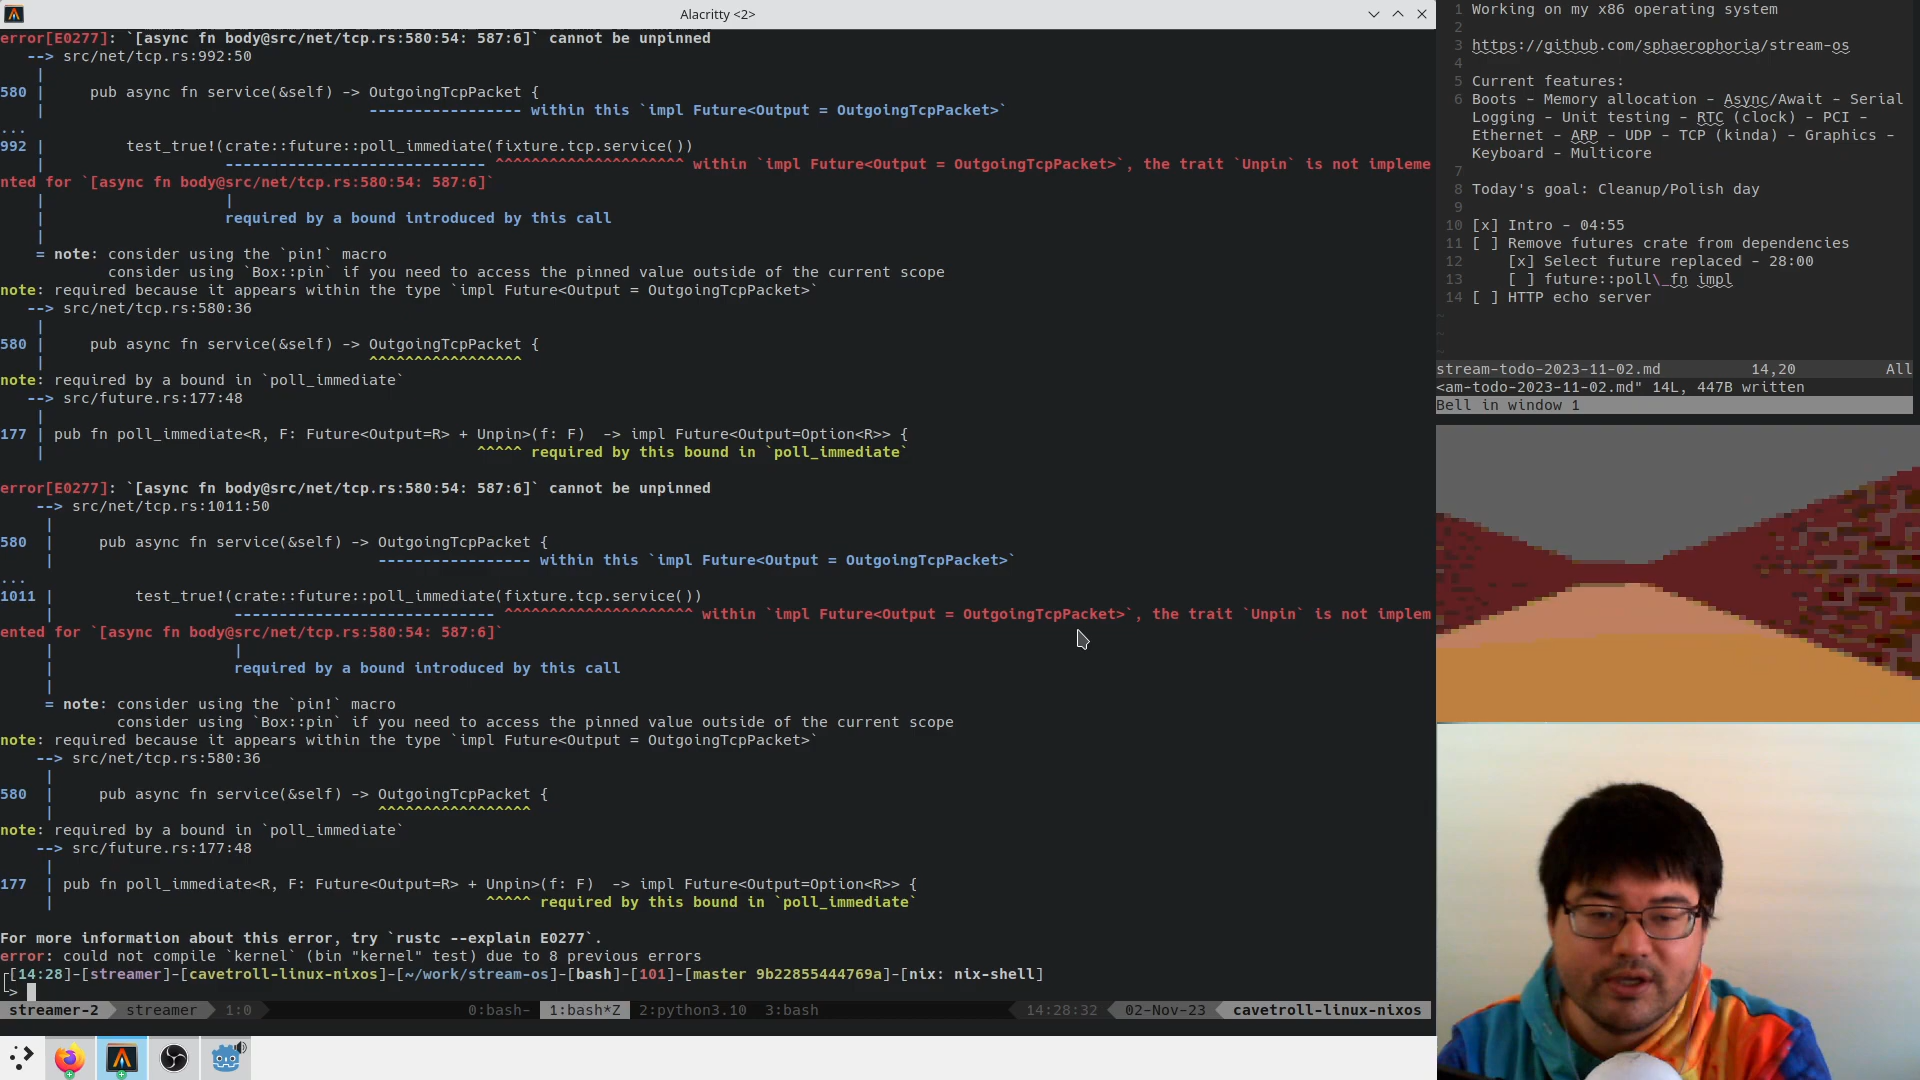 Alacritty <2>
error[E0277]: `[async fn body@src/net/tcp.rs:580:54: 587:6]` cannot be unpinned
--> src/net/tcp.rs:992:50
|
580 | pub async fn service(&self) -> OutgoingTcpPacket {
| ----------------- within this `impl Future<Output = OutgoingTcpPacket>`
...
992 | test_true!(crate::future::poll_immediate(fixture.tcp.service())
| ----------------------------- ^^^^^^^^^^^^^^^^^^^^^ within `impl Future<Output = OutgoingTcpPacket>`, the trait `Unpin` is not impleme
nted for `[async fn body@src/net/tcp.rs:580:54: 587:6]`
| |
| required by a bound introduced by this call
|
= note: consider using the `pin!` macro
consider using `Box::pin` if you need to access the pinned value outside of the current scope
note: required because it appears within the type `impl Future<Output = OutgoingTcpPacket>`
--> src/net/tcp.rs:580:36
|
580 | pub async fn service(&self) -> OutgoingTcpPacket {
| ^^^^^^^^^^^^^^^^^
note: required by a bound in `poll_immediate`
--> src/future.rs:177:48
|
177 | pub fn poll_immediate<R, F: Future<Output=R> + Unpin>(f: F) -> impl Future<Output=Option<R>> {
| ^^^^^ required by this bound in `poll_immediate`
error[E0277]: `[async fn body@src/net/tcp.rs:580:54: 587:6]` cannot be unpinned
--> src/net/tcp.rs:1011:50
|
580 | pub async fn service(&self) -> OutgoingTcpPacket {
| ----------------- within this `impl Future<Output = OutgoingTcpPacket>`
...
1011 | test_true!(crate::future::poll_immediate(fixture.tcp.service())
| ----------------------------- ^^^^^^^^^^^^^^^^^^^^^ within `impl Future<Output = OutgoingTcpPacket>`, the trait `Unpin` is not implem
ented for `[async fn body@src/net/tcp.rs:580:54: 587:6]`
| |
| required by a bound introduced by this call
|
= note: consider using the `pin!` macro
consider using `Box::pin` if you need to access the pinned value outside of the current scope
note: required because it appears within the type `impl Future<Output = OutgoingTcpPacket>`
--> src/net/tcp.rs:580:36
|
580 | pub async fn service(&self) -> OutgoingTcpPacket {
| ^^^^^^^^^^^^^^^^^
note: required by a bound in `poll_immediate`
--> src/future.rs:177:48
|
177 | pub fn poll_immediate<R, F: Future<Output=R> + Unpin>(f: F) -> impl Future<Output=Option<R>> {
| ^^^^^ required by this bound in `poll_immediate`
For more information about this error, try `rustc --explain E0277`.
error: could not compile `kernel` (bin "kernel" test) due to 8 previous errors
┌[14:28]-[streamer]-[cavetroll-linux-nixos]-[~/work/stream-os]-[bash]-[101]-[master 9b22855444769a]-[nix: nix-shell]
└>
streamer-2 streamer 1:0 0:bash- 1:bash*Z 2:python3.10 3:bash 14:28:32 02-Nov-23 cavetroll-linux-nixos
1 Working on my x86 operating system
2
3 https://github.com/sphaerophoria/stream-os
4
5 Current features:
6 Boots - Memory allocation - Async/Await - Serial
Logging - Unit testing - RTC (clock) - PCI -
Ethernet - ARP - UDP - TCP (kinda) - Graphics -
Keyboard - Multicore
7
8 Today's goal: Cleanup/Polish day
9
10 [x] Intro - 04:55
11 [ ] Remove futures crate from dependencies
12 [x] Select future replaced - 28:00
13 [ ] future::poll\_fn impl
14 [ ] HTTP echo server
~
~
~
stream-todo-2023-11-02.md 14,20 All
<am-todo-2023-11-02.md" 14L, 447B written
Bell in window 1